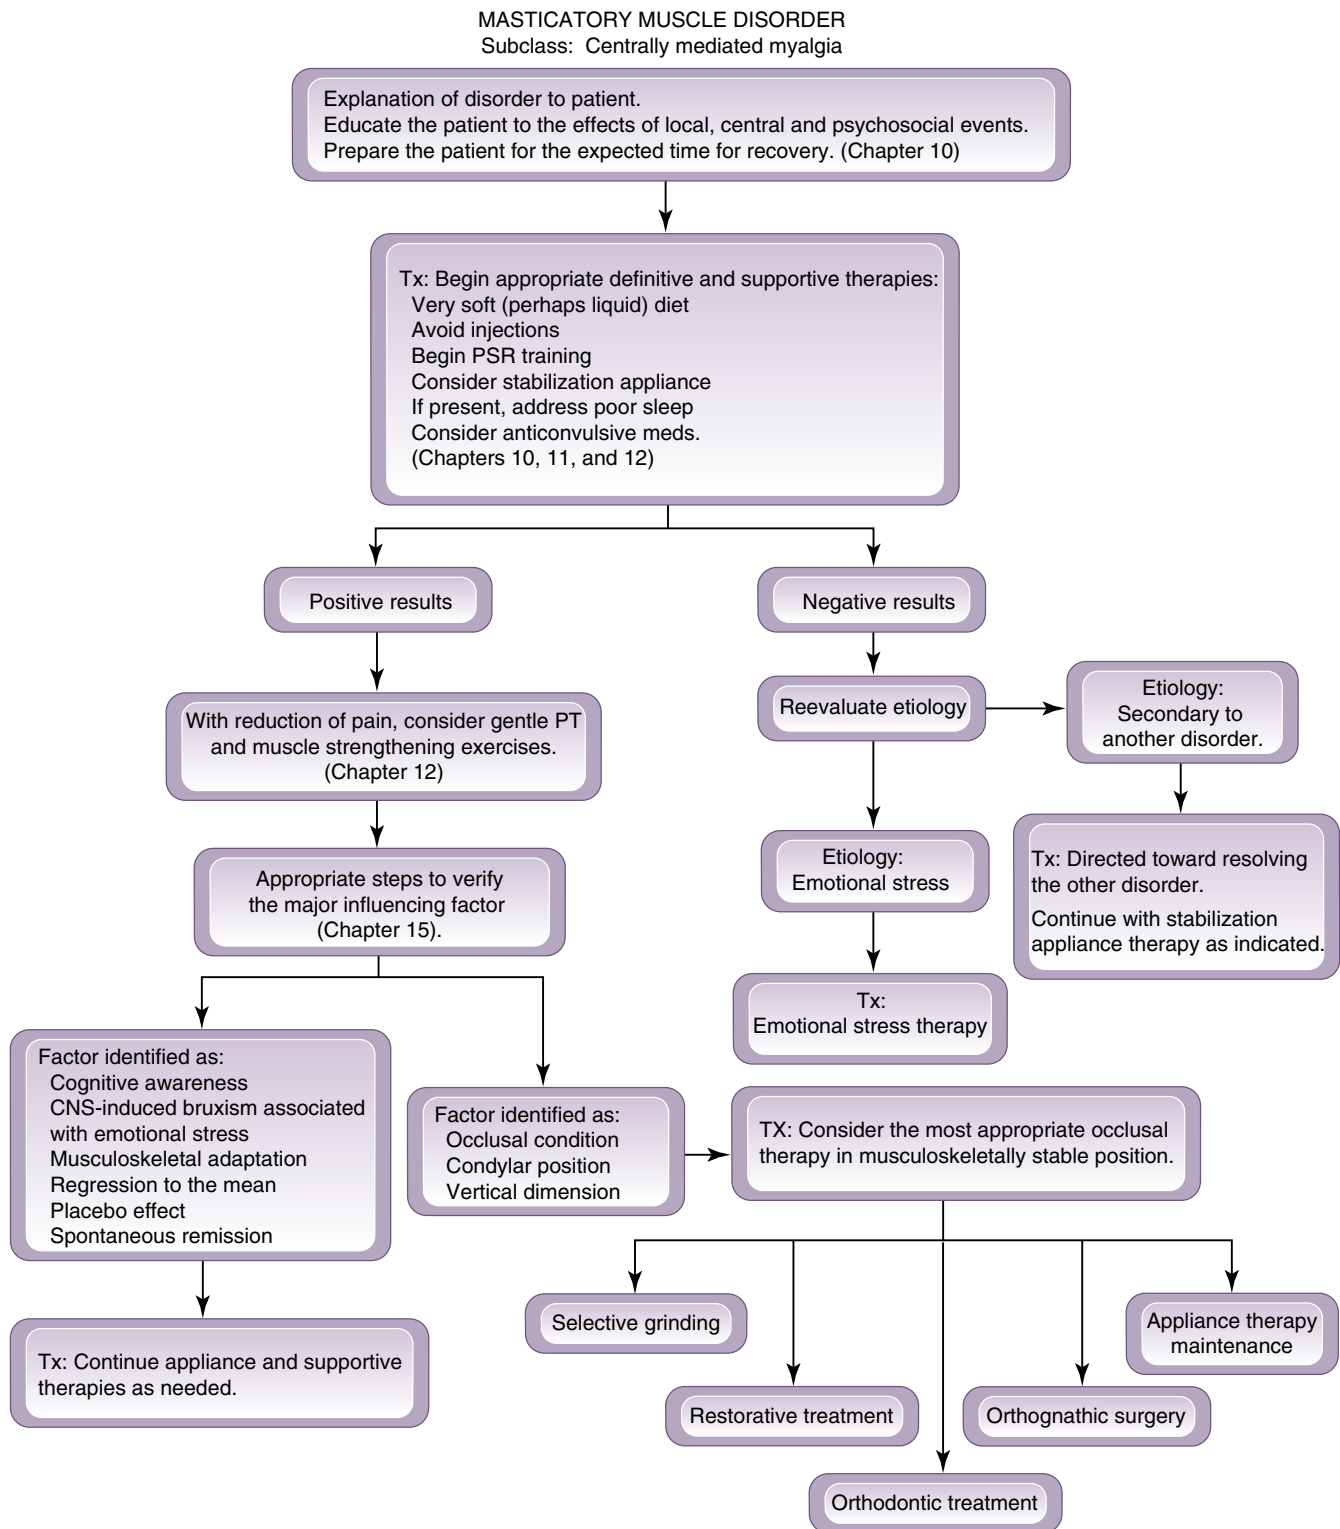 MASTICATORY MUSCLE DISORDER
Subclass: Centrally mediated myalgia
Explanation of disorder to patient.
Educate the patient to the effects of local, central and psychosocial events.
Prepare the patient for the expected time for recovery. (Chapter 10)
Tx: Begin appropriate definitive and supportive therapies:
Very soft (perhaps liquid) diet
Avoid injections
Begin PSR training
Consider stabilization appliance
If present, address poor sleep
Consider anticonvulsive meds.
(Chapters 10, 11, and 12)
Positive results
Negative results
With reduction of pain, consider gentle PT
and muscle strengthening exercises.
(Chapter 12)
Reevaluate etiology
Etiology:
Secondary to
another disorder.
Appropriate steps to verify
the major influencing factor
(Chapter 15).
Etiology:
Emotional stress
Tx: Directed toward resolving
the other disorder.
Continue with stabilization
appliance therapy as indicated.
Tx:
Emotional stress therapy
Factor identified as:
Cognitive awareness
CNS-induced bruxism associated
with emotional stress
Musculoskeletal adaptation
Regression to the mean
Placebo effect
Spontaneous remission
Factor identified as:
Occlusal condition
Condylar position
Vertical dimension
TX: Consider the most appropriate occlusal
therapy in musculoskeletally stable position.
Tx: Continue appliance and supportive
therapies as needed.
Selective grinding
Appliance therapy
maintenance
Restorative treatment
Orthognathic surgery
Orthodontic treatment